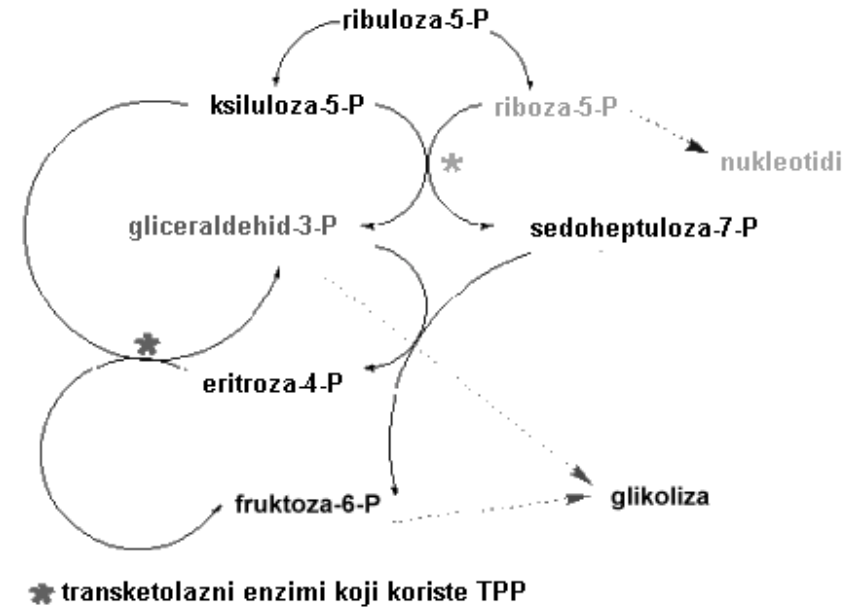 ribuloza-5-P
ksiluloza-5-P
riboza-5-P
nukleotidi
gliceraldehid-3-P
sedoheptuloza-7-P
eritroza-4-P
fruktoza-6-P
glikoliza
transketolazni enzimi koji koriste TPP